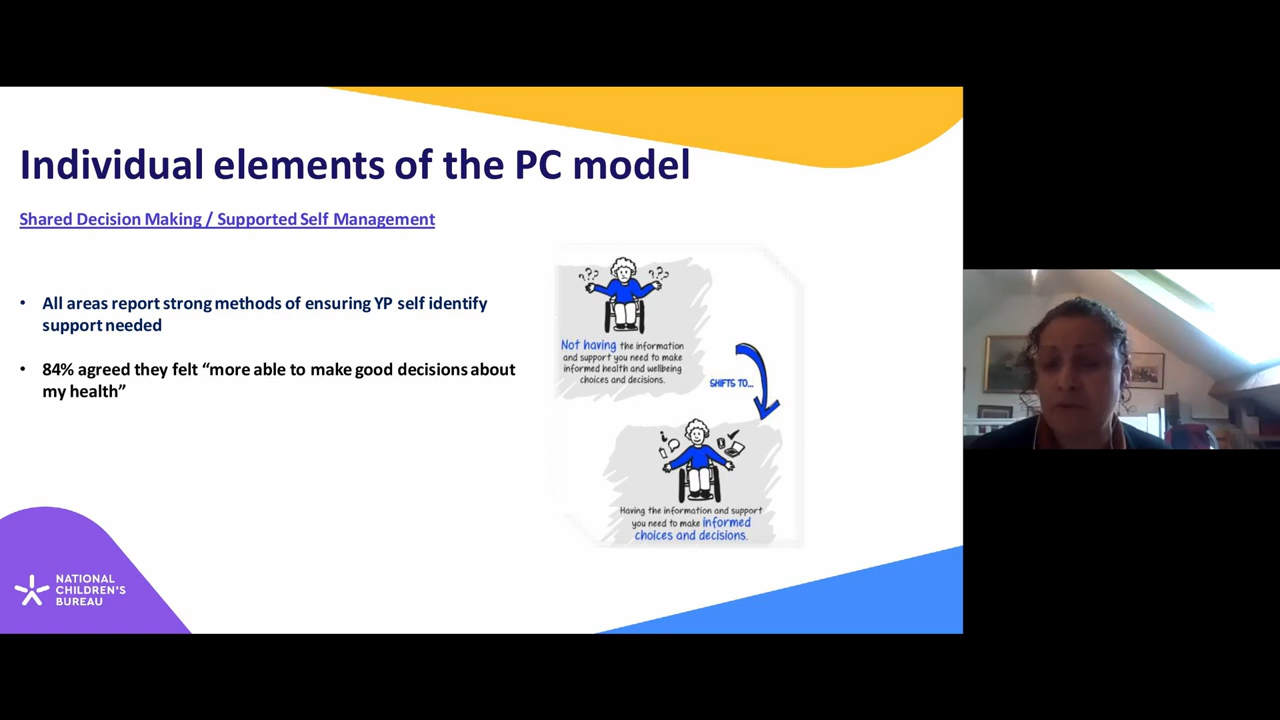 Individual elements of the PC model
Shared Decision Making / Supported Self Management
• All areas report strong methods of ensuring YP self identify
support needed
• 84% agreed they felt “more able to make good decisions about
my health”
???
???
Not having the information
and support you need to make
informed health and wellbeing
choices and decisions.
SHIFTS TO...
Having the information and support
you need to make informed
choices and decisions.
NATIONAL
CHILDREN'S
BUREAU